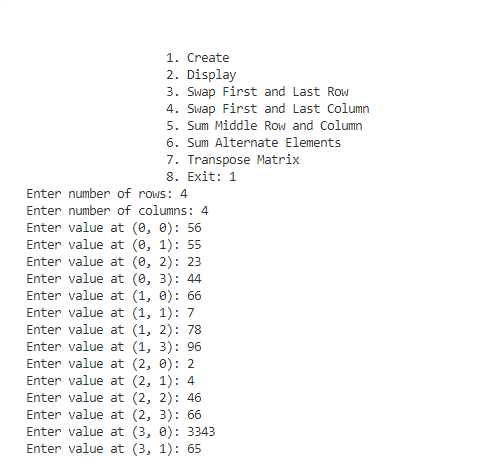 1. Create
2. Display
3. Swap First and Last Row
4. Swap First and Last Column
5. Sum Middle Row and Column
6. Sum Alternate Elements
7. Transpose Matrix
8. Exit: 1
Enter number of rows: 4
Enter number of columns: 4
Enter value at (0, 0): 56
Enter value at (0, 1): 55
Enter value at (0, 2): 23
Enter value at (0, 3): 44
Enter value at (1, 0): 66
Enter value at (1, 1): 7
Enter value at (1, 2): 78
Enter value at (1, 3): 96
Enter value at (2, 0): 2
Enter value at (2, 1): 4
Enter value at (2, 2): 46
Enter value at (2, 3): 66
Enter value at (3, 0): 3343
Enter value at (3, 1): 65